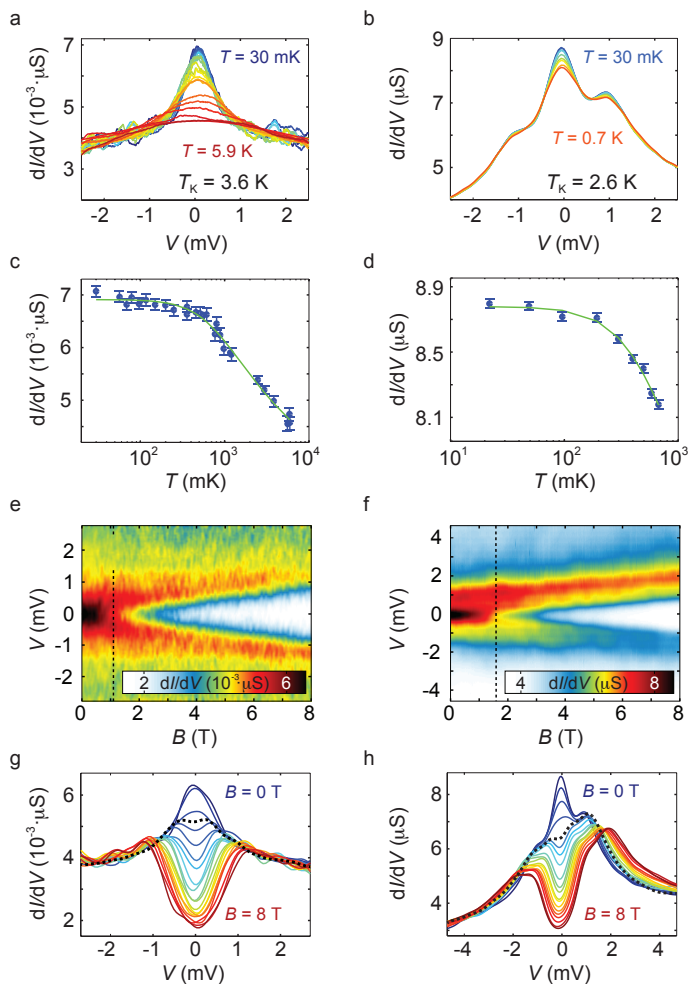 a
dI/dV (10⁻³·μS)
7
5
3
T = 30 mK
T = 5.9 K
T_K = 3.6 K
-2 -1 0 1 2
V (mV)
b
dI/dV (μS)
9
7
5
T = 30 mK
T = 0.7 K
T_K = 2.6 K
-2 -1 0 1 2
V (mV)
c
dI/dV (10⁻³·μS)
7
6
5
10² 10³ 10⁴
T (mK)
d
dI/dV (μS)
8.9
8.5
8.1
10¹ 10² 10³
T (mK)
e
V (mV)
2
1
0
-1
-2
2 dI/dV (10⁻³·μS) 6
0 2 4 6 8
B (T)
f
V (mV)
4
2
0
-2
-4
4 dI/dV (μS) 8
0 2 4 6 8
B (T)
g
dI/dV (10⁻³·μS)
6
4
2
B = 0 T
B = 8 T
-2 0 2
V (mV)
h
dI/dV (μS)
8
6
4
B = 0 T
B = 8 T
-4 -2 0 2 4
V (mV)